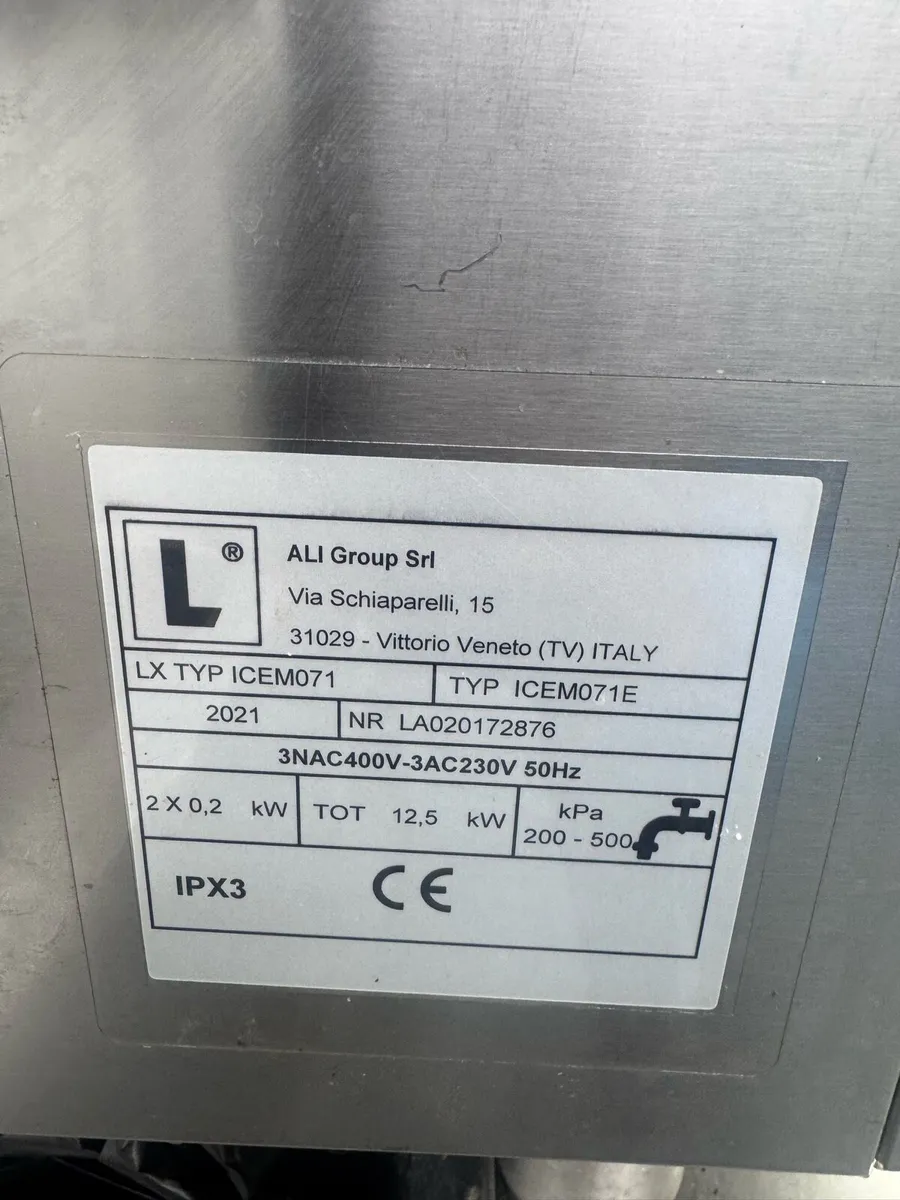 L ®
ALI Group Srl
Via Schiaparelli, 15
31029 - Vittorio Veneto (TV) ITALY
LX TYP ICEM071 TYP ICEM071E
2021 NR LA020172876
3NAC400V-3AC230V 50Hz
2 X 0,2 kW TOT 12,5 kW kPa
200 - 500
IPX3 CE